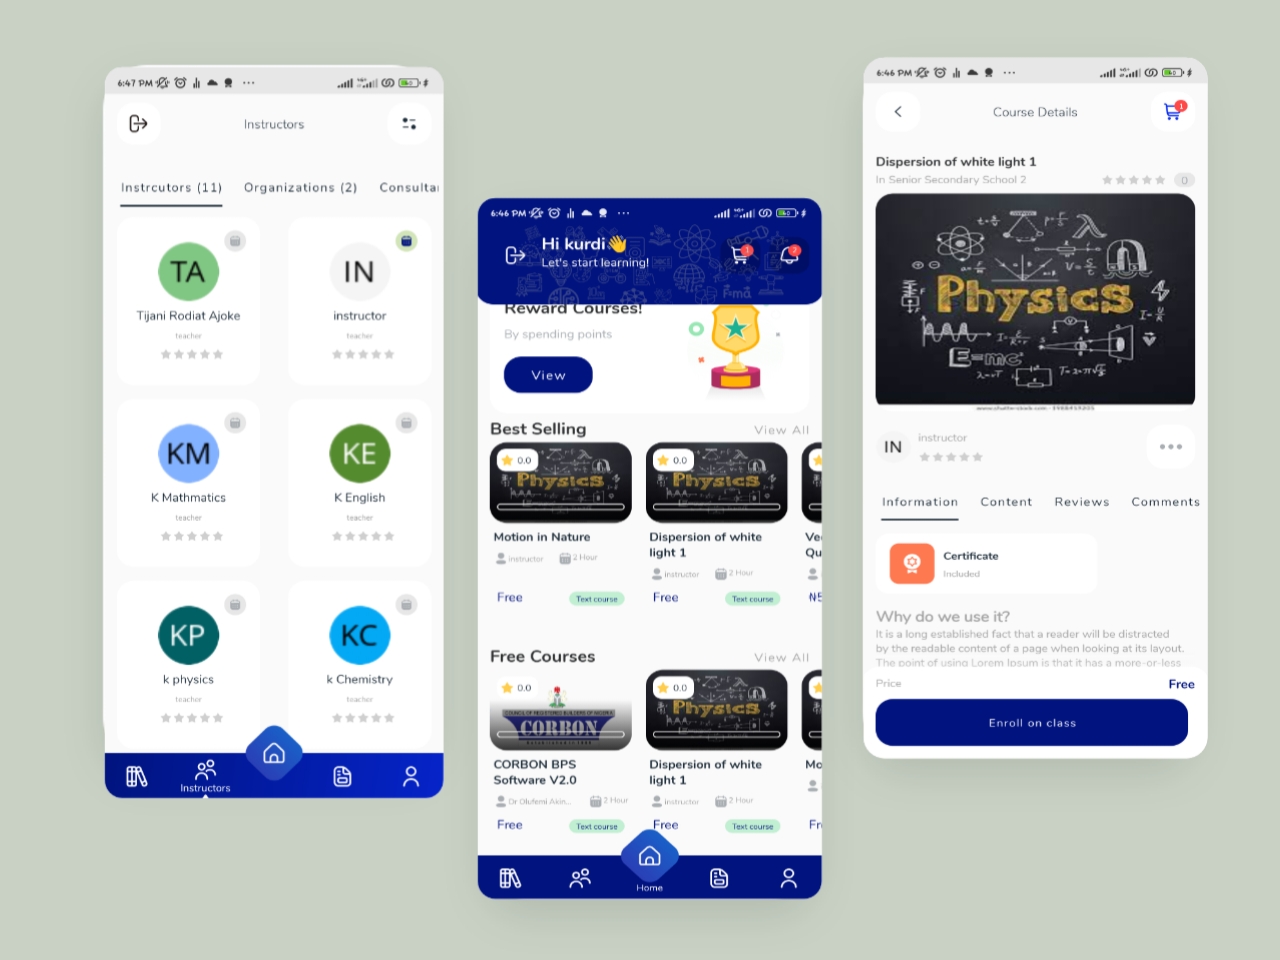 6:47 PM
Instructors
Instrcutors (11) Organizations (2) Consulta
TA
Tijani Rodiat Ajoke
teacher
IN
instructor
teacher
KM
K Mathmatics
teacher
KE
K English
teacher
KP
k physics
teacher
KC
k Chemistry
teacher
Instructors
6:46 PM
Hi kurdi👋
Let's start learning!
1
2
F=ma
Reward Courses!
By spending points
View
Best Selling View All
0.0
Physics
Motion in Nature
instructor 2 Hour
Free Text course
0.0
Physics
Dispersion of white
light 1
instructor 2 Hour
Free Text course
Ve
Qu
₦5
Free Courses View All
0.0
COUNCIL OF REGISTERED BUILDERS OF NIGERIA
CORBON
CORBON BPS
Software V2.0
Dr Olufemi Akin... 2 Hour
Free Text course
0.0
Physics
Dispersion of white
light 1
instructor 2 Hour
Free Text course
Mo
Fr
Home
6:46 PM
Course Details
1
Dispersion of white light 1
In Senior Secondary School 2
0
Physics
E=mc
instructor
IN
Information Content Reviews Comments
Certificate
Included
Why do we use it?
It is a long established fact that a reader will be distracted
by the readable content of a page when looking at its layout.
The point of using Lorem Ipsum is that it has a more-or-less
Price Free
Enroll on class